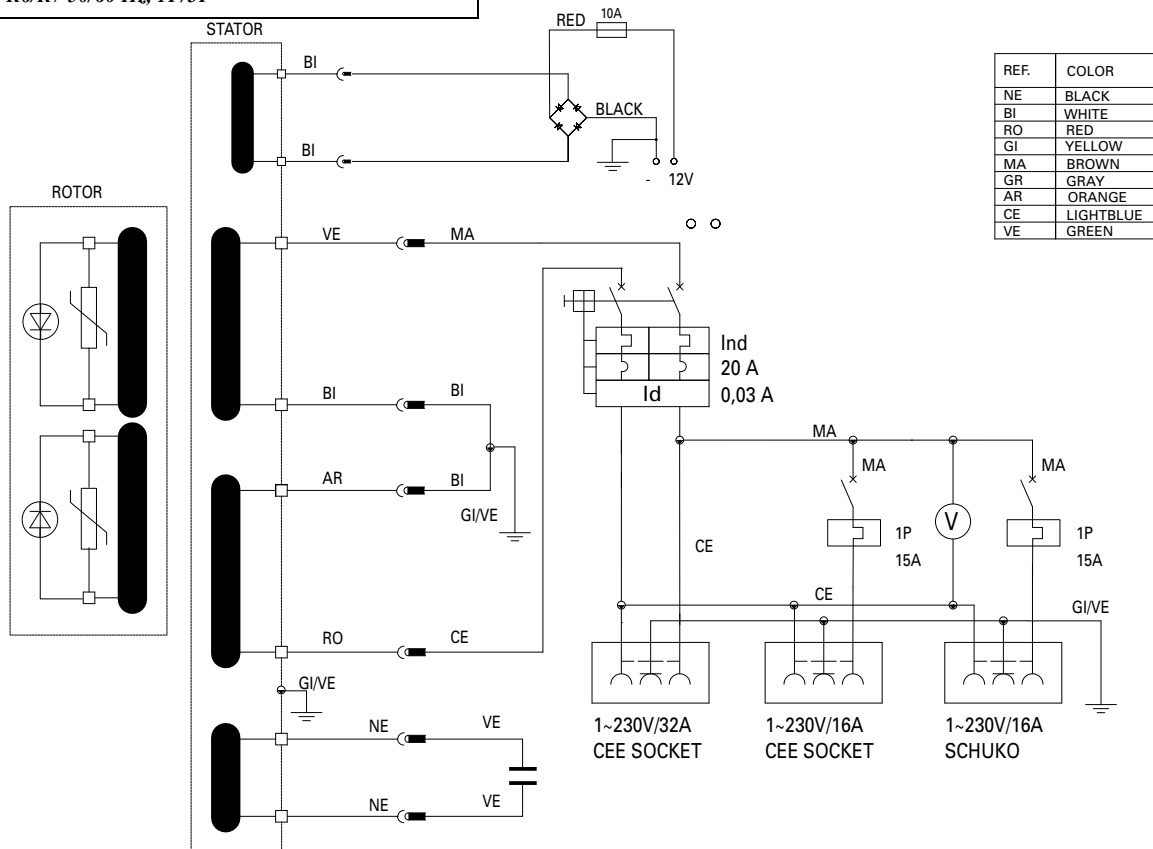 STATOR
RED
10A
BI
BLACK
BI
- 12V
REF. COLOR
NE BLACK
BI WHITE
RO RED
GI YELLOW
MA BROWN
GR GRAY
AR ORANGE
CE LIGHTBLUE
VE GREEN
ROTOR
VE MA
Ind
20 A
Id 0,03 A
BI BI
MA
AR BI
MA
MA
GI/VE
V
1P
15A
1P
15A
CE
CE
GI/VE
RO CE
GI/VE
NE VE
NE VE
1~230V/32A
CEE SOCKET
1~230V/16A
CEE SOCKET
1~230V/16A
SCHUKO